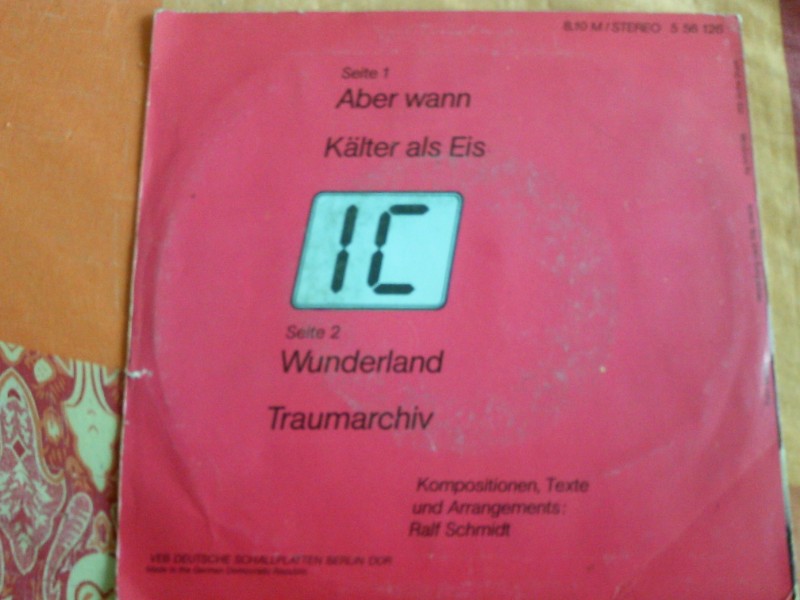 8,10 M / STEREO 5 56 126
Seite 1
Aber wann
Kälter als Eis
IC
Seite 2
Wunderland
Traumarchiv
Kompositionen, Texte
und Arrangements:
Ralf Schmidt
VEB DEUTSCHE SCHALLPLATTEN BERLIN DDR
Made in the German Democratic Republic